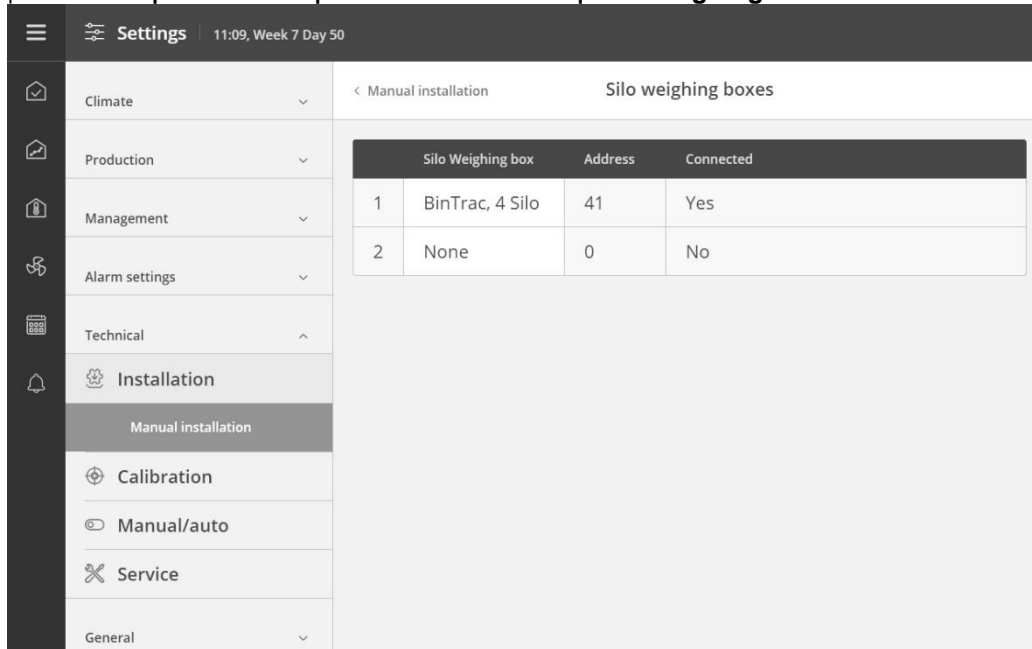 Settings 11:09, Week 7 Day 50
Climate
Production
Management
Alarm settings
Technical
Installation
Manual installation
Calibration
Manual/auto
Service
General
< Manual installation Silo weighing boxes
Silo Weighing box Address Connected
1 BinTrac, 4 Silo 41 Yes
2 None 0 No